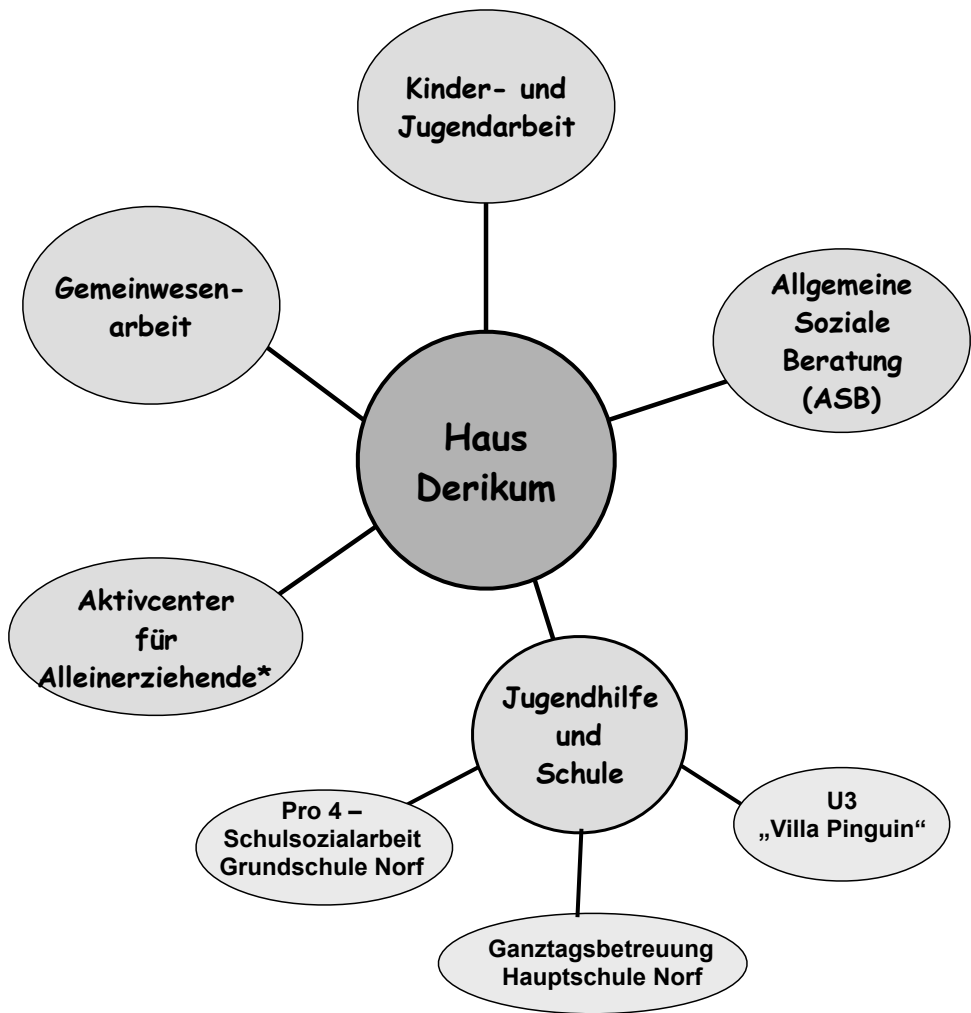 Kinder- und
Jugendarbeit
Gemeinwesen-
arbeit
Allgemeine
Soziale
Beratung
(ASB)
Haus
Derikum
Aktivcenter
für
Alleinerziehende*
Jugendhilfe
und
Schule
Pro 4 –
Schulsozialarbeit
Grundschule Norf
U3
„Villa Pinguin“
Ganztagsbetreuung
Hauptschule Norf